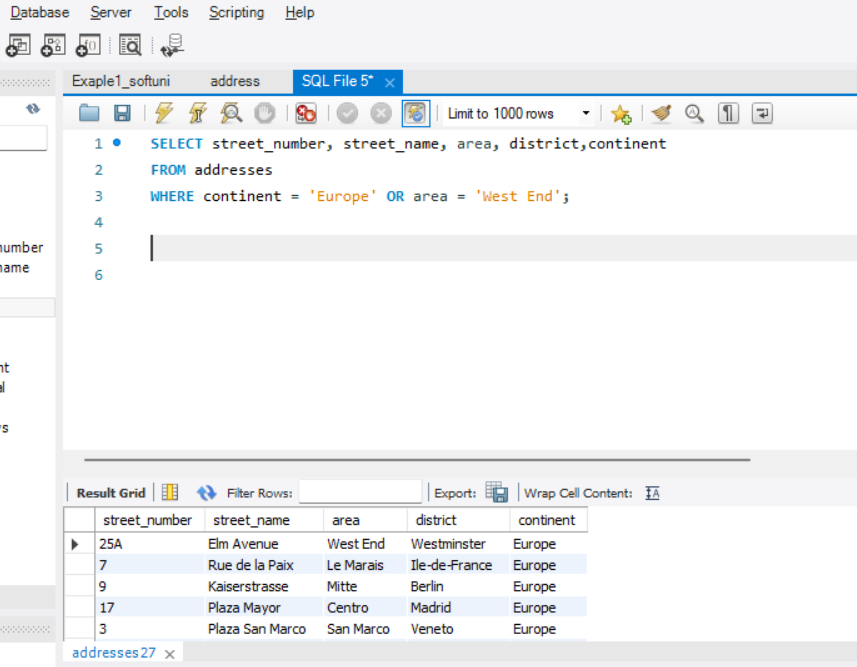 Database Server Tools Scripting Help
Exaple1_softuni address SQL File 5*
Limit to 1000 rows
1 SELECT street_number, street_name, area, district,continent
2 FROM addresses
3 WHERE continent = 'Europe' OR area = 'West End';
4
5
6
Result Grid Filter Rows: Export: Wrap Cell Content:
street_number street_name area district continent
25A Elm Avenue West End Westminster Europe
7 Rue de la Paix Le Marais Ile-de-France Europe
9 Kaiserstrasse Mitte Berlin Europe
17 Plaza Mayor Centro Madrid Europe
3 Plaza San Marco San Marco Veneto Europe
addresses27